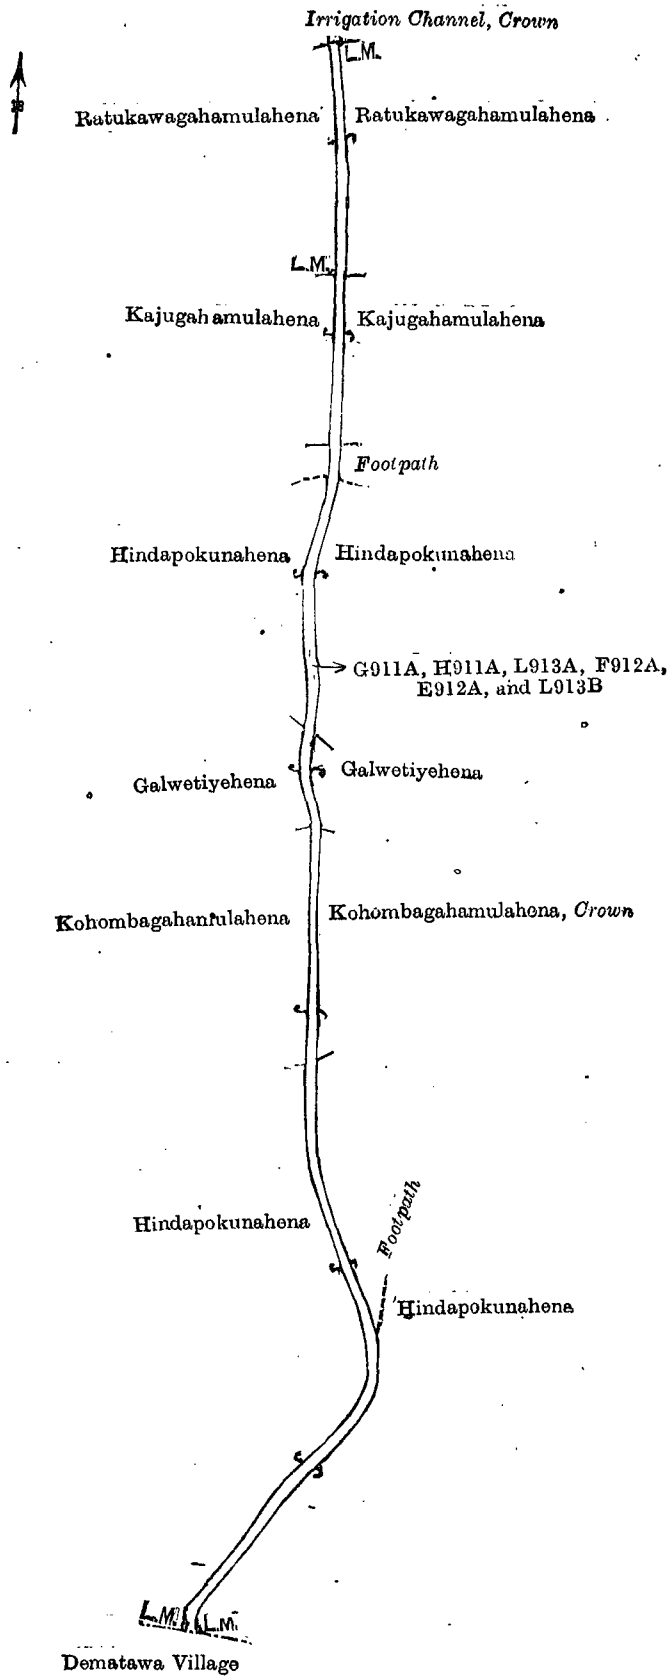 Irrigation Channel, Crown
L.M.
Ratukawagahamulahena Ratukawagahamulahena
L.M.
Kajugahamulahena Kajugahamulahena
Footpath
Hindapokunahena Hindapokunahena
G911A, H911A, L913A, F912A,
E912A, and L913B
Galwetiyehena Galwetiyehena
Kohombagahamulahena Kohombagahamulahena, Crown
Hindapokunahena
Footpath
Hindapokunahena
L.M. L.M.
Dematawa Village